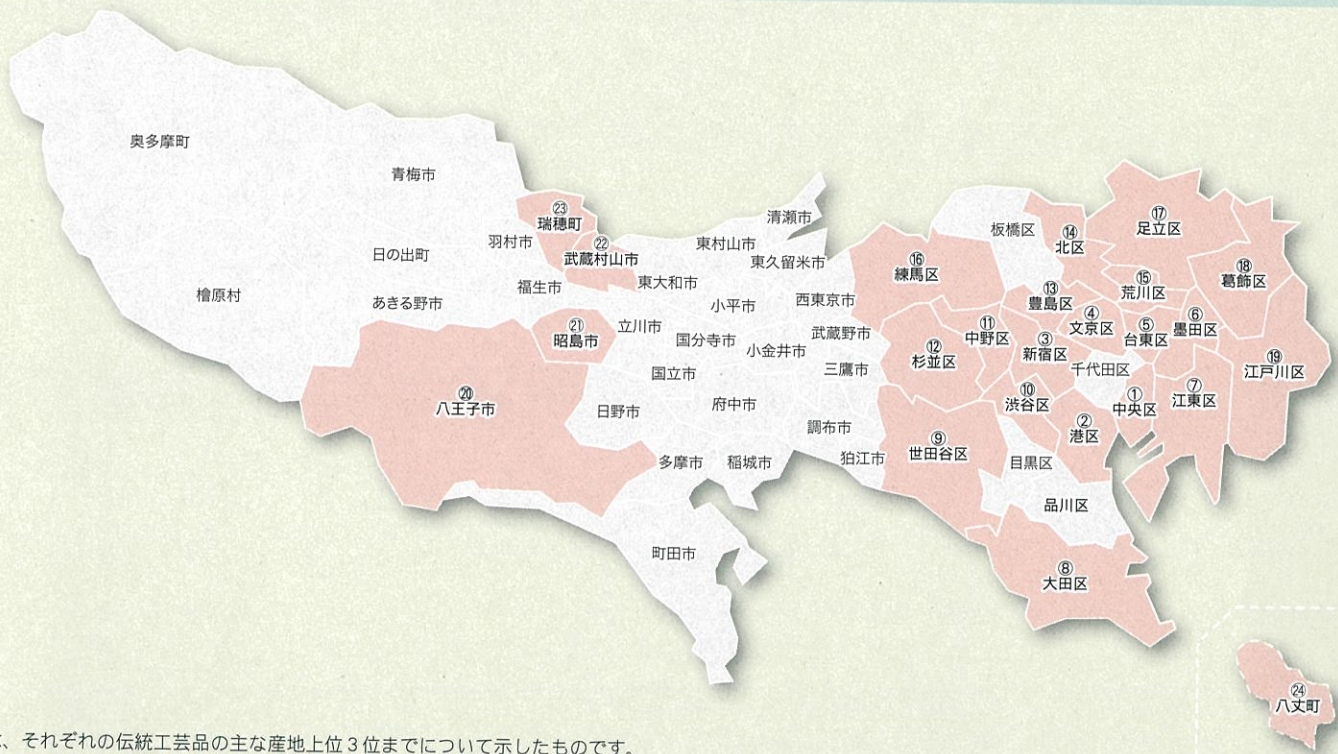 奥多摩町
青梅市
㉓
瑞穂町
羽村市
㉒
武蔵村山市
日の出町
檜原村
あきる野市
福生市
東大和市
東村山市
清瀬市
東久留米市
小平市
西東京市
㉑
昭島市
立川市
国分寺市
小金井市
武蔵野市
三鷹市
国立市
⑳
八王子市
日野市
府中市
調布市
狛江市
多摩市
稲城市
町田市
板橋区
⑭
北区
⑰
足立区
⑯
練馬区
⑬
豊島区
⑮
荒川区
⑱
葛飾区
⑪
中野区
③
新宿区
④
文京区
⑤
台東区
⑥
墨田区
⑫
杉並区
千代田区
⑩
渋谷区
①
中央区
⑦
江東区
⑲
江戸川区
②
港区
⑨
世田谷区
目黒区
品川区
⑧
大田区
㉔
八丈町
、それぞれの伝統工芸品の主な産地上位3位までについて示したものです。